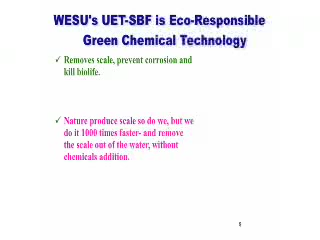 WESU's UET-SBF is Eco-Responsible
Green Chemical Technology
✓ Removes scale, prevent corrosion and
kill biolife.
✓ Nature produce scale so do we, but we
do it 1000 times faster- and remove
the scale out of the water, without
chemicals addition.
8